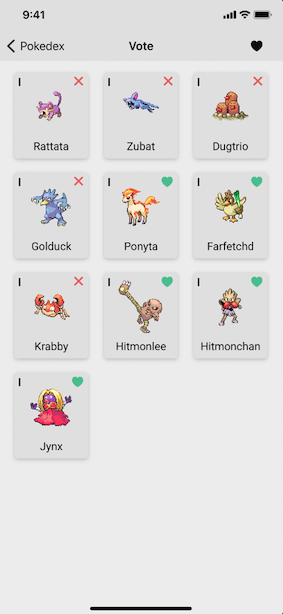 9:41
Pokedex Vote
I I I
Rattata Zubat Dugtrio
I I I
Golduck Ponyta Farfetchd
I I I
Krabby Hitmonlee Hitmonchan
I
Jynx